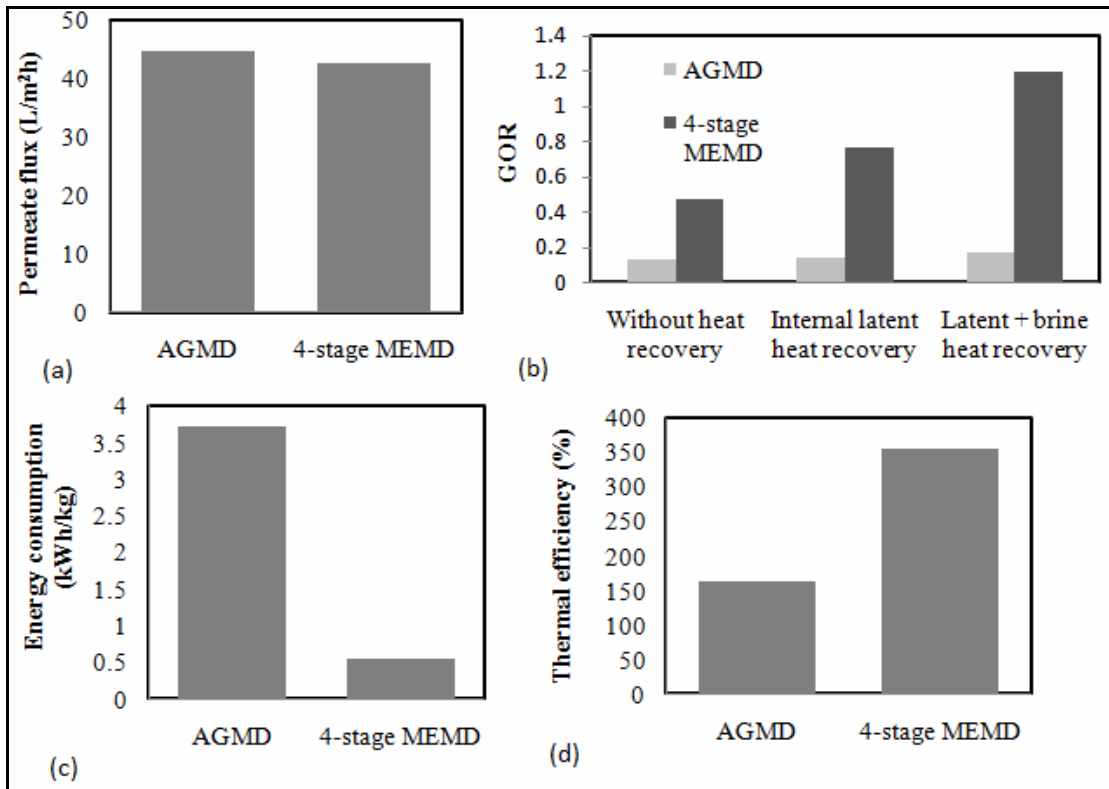 Permeate flux (L/m²h)
50
40
30
20
10
0
AGMD
4-stage MEMD
(a)
GOR
1.4
1.2
1
0.8
0.6
0.4
0.2
0
AGMD
4-stage
MEMD
Without heat
recovery
Internal latent
heat recovery
Latent + brine
heat recovery
(b)
Energy consumption
(kWh/kg)
4
3.5
3
2.5
2
1.5
1
0.5
0
AGMD
4-stage MEMD
(c)
Thermal efficiency (%)
400
350
300
250
200
150
100
50
0
AGMD
4-stage MEMD
(d)